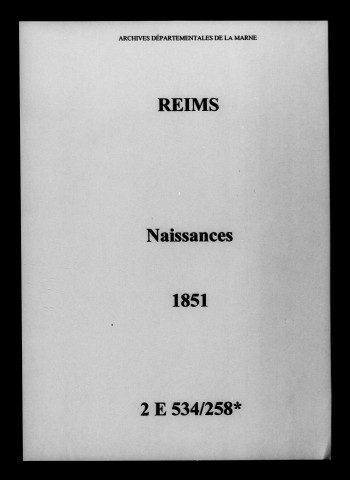 ARCHIVES DÉPARTEMENTALES DE LA MARNE
REIMS
Naissances
1851
2 E 534/258*